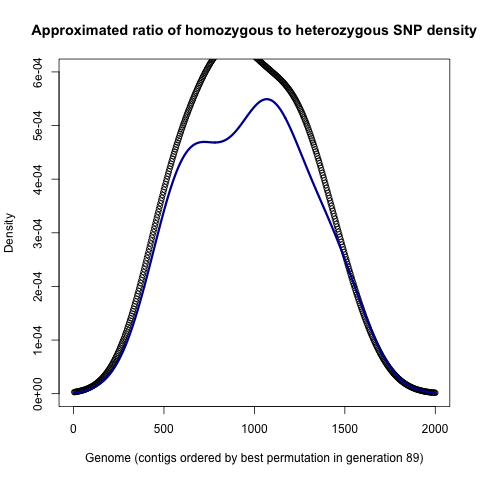 Approximated ratio of homozygous to heterozygous SNP density
6e-04
5e-04
4e-04
3e-04
2e-04
1e-04
0e+00
Density
0 500 1000 1500 2000
Genome (contigs ordered by best permutation in generation 89)